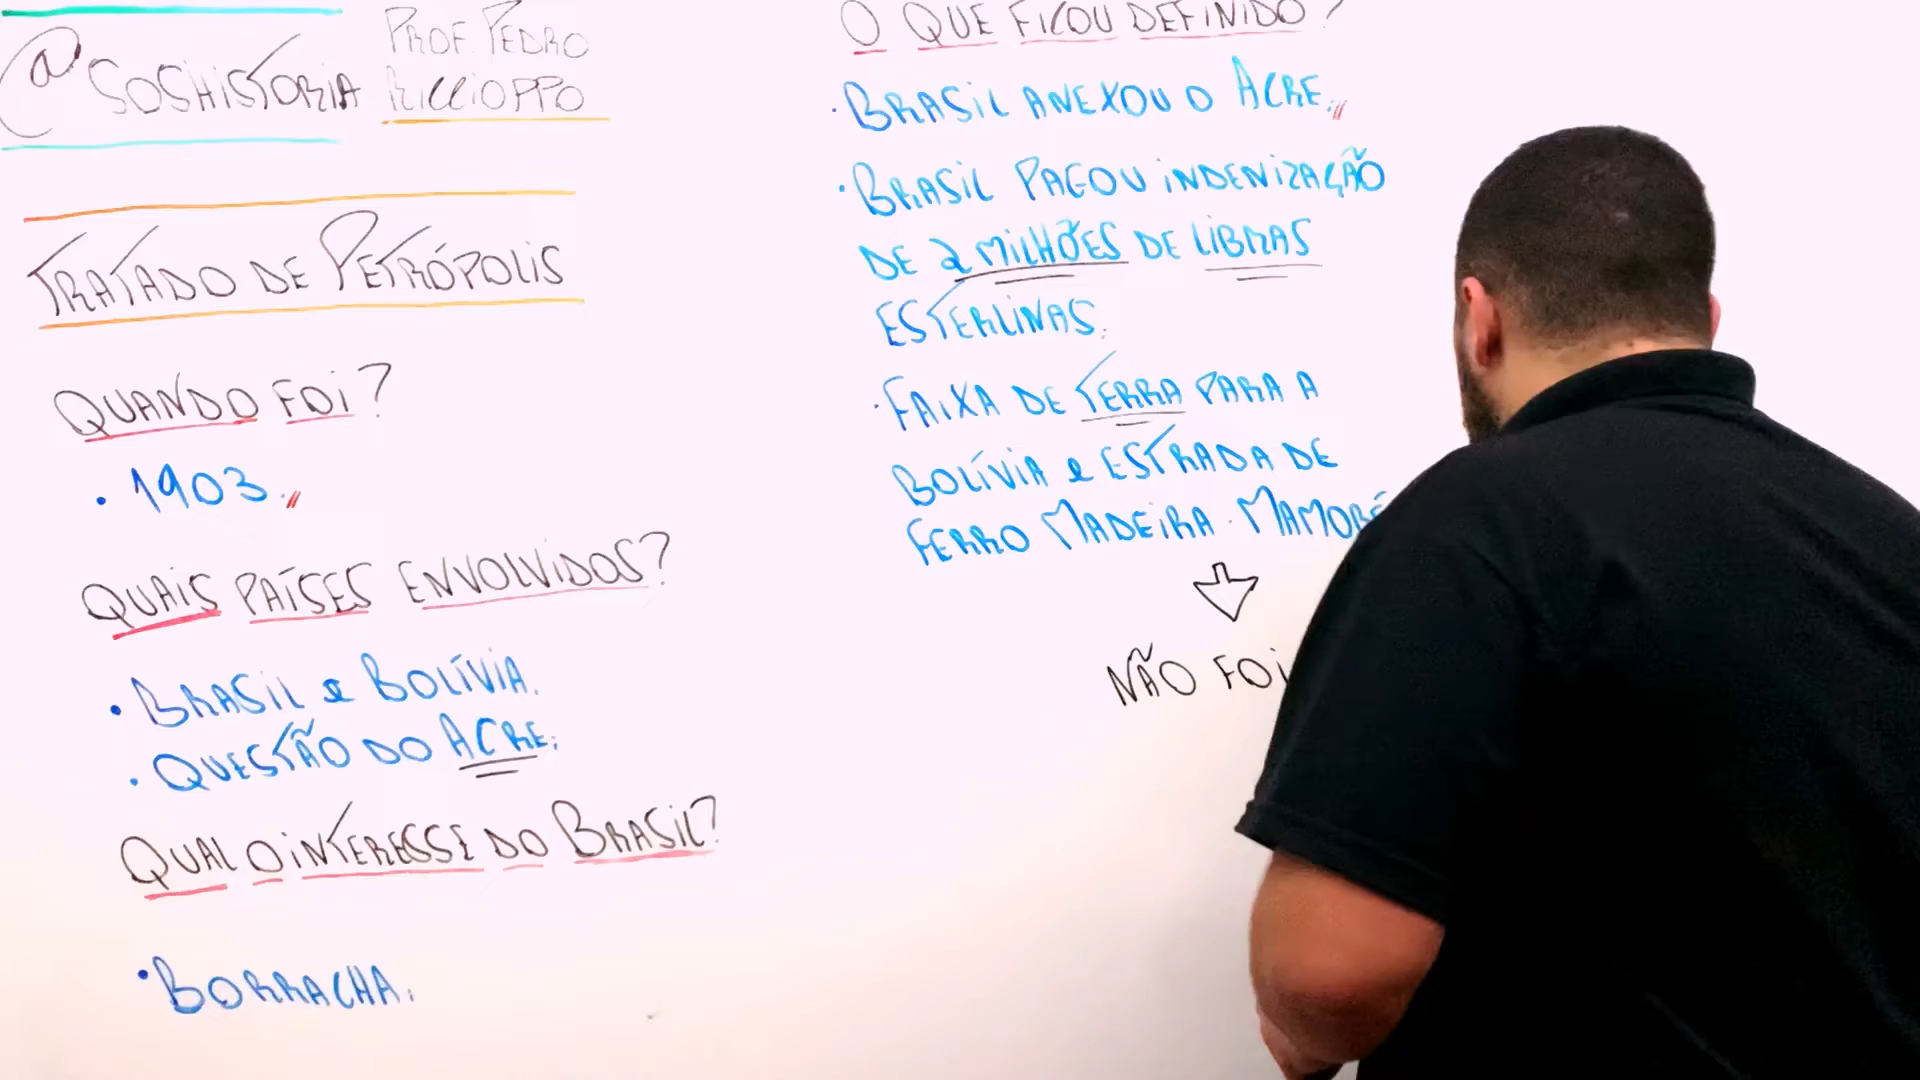 @SOSHISTORIA
PROF. PEDRO
RICCIOPPO
TRATADO DE PETRÓPOLIS
QUANDO FOI?
• 1903.
QUAIS PAÍSES ENVOLVIDOS?
• BRASIL e BOLÍVIA.
• QUESTÃO DO ACRE.
QUAL O INTERESSE DO BRASIL?
• BORRACHA.
O QUE FICOU DEFINIDO?
• BRASIL ANEXOU O ACRE.
• BRASIL PAGOU INDENIZAÇÃO
DE 2 MILHÕES DE LIBRAS
ESTERLINAS.
• FAIXA DE TERRA PARA A
BOLÍVIA e ESTRADA DE
FERRO MADEIRA-MAMORÉ
NÃO FOI